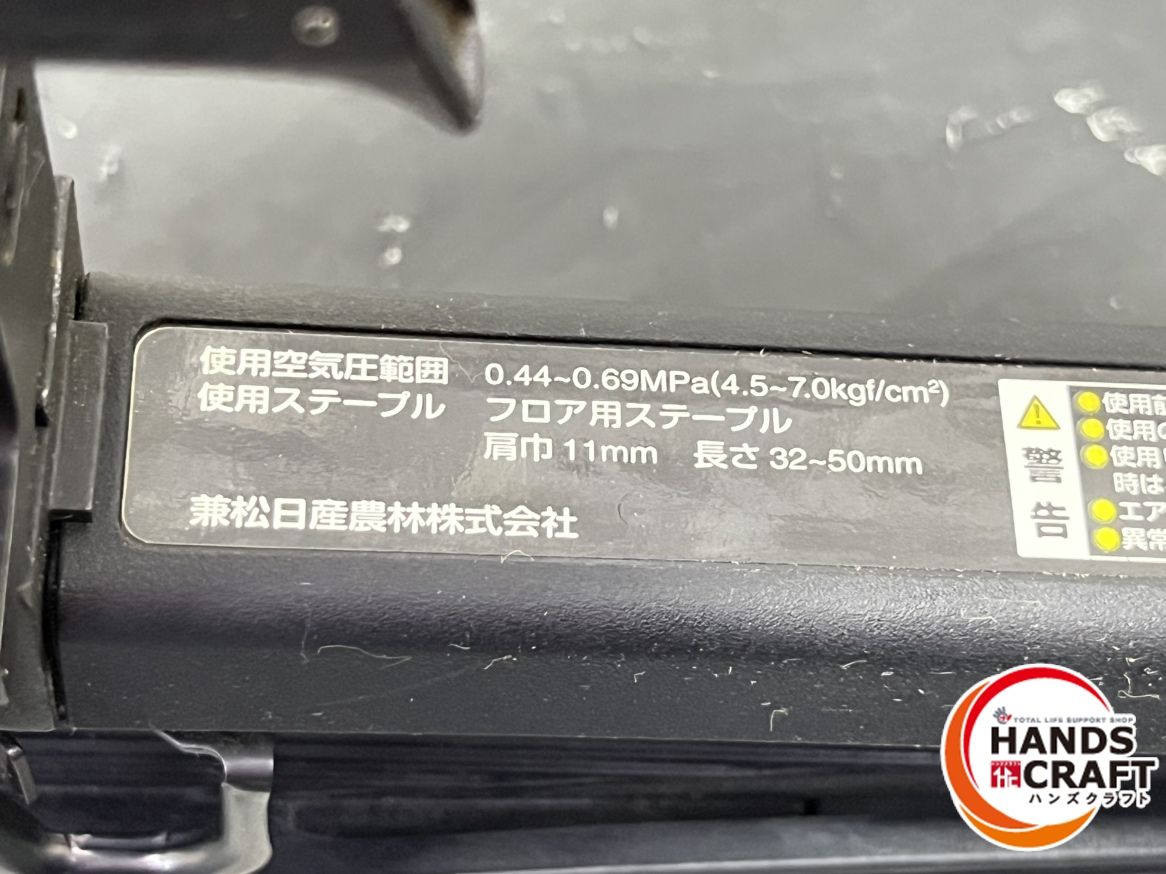 使用空気圧範囲 0.44~0.69MPa(4.5~7.0kgf/cm²)
使用ステープル フロア用ステープル
肩巾 11mm 長さ 32~50mm
兼松日産農林株式会社
警告
使用前
使用の
使用
時は
エア
異常
TOTAL LIFE SUPPORT SHOP
HANDS
CRAFT
ハンズクラフト